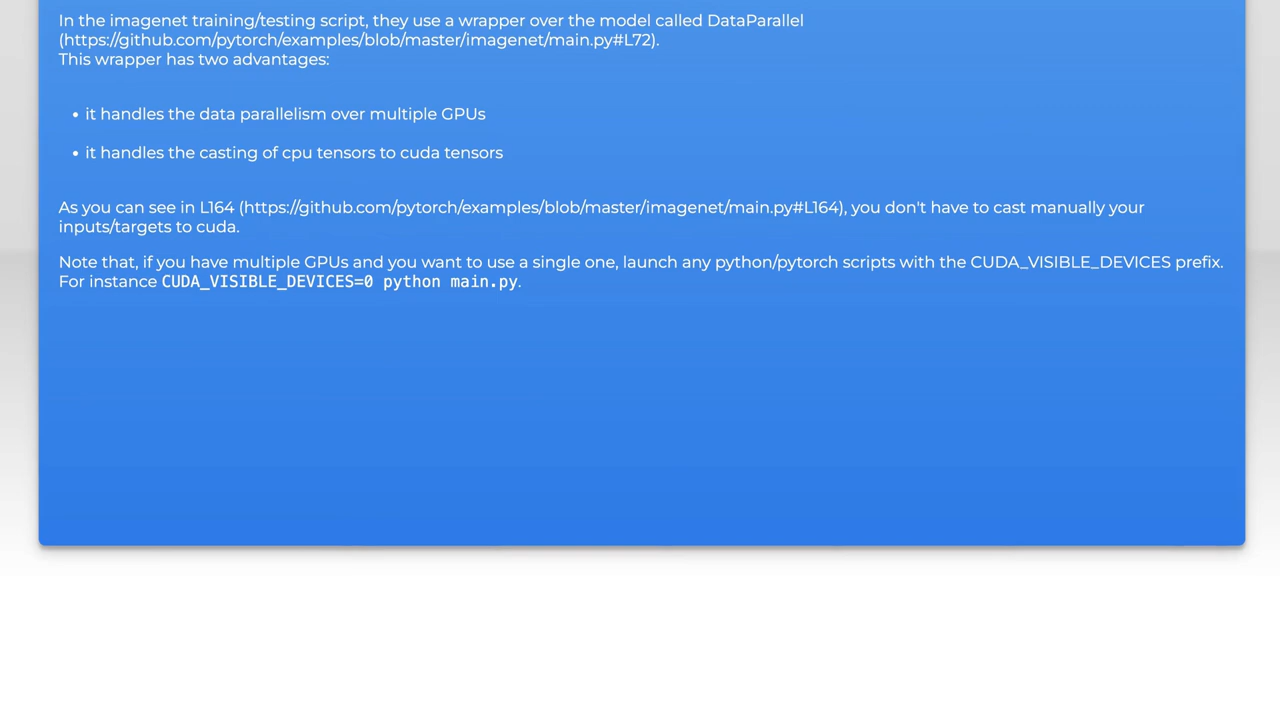 In the imagenet training/testing script, they use a wrapper over the model called DataParallel
(https://github.com/pytorch/examples/blob/master/imagenet/main.py#L72).
This wrapper has two advantages:
• it handles the data parallelism over multiple GPUs
• it handles the casting of cpu tensors to cuda tensors
As you can see in L164 (https://github.com/pytorch/examples/blob/master/imagenet/main.py#L164), you don't have to cast manually your
inputs/targets to cuda.
Note that, if you have multiple GPUs and you want to use a single one, launch any python/pytorch scripts with the CUDA_VISIBLE_DEVICES prefix.
For instance CUDA_VISIBLE_DEVICES=0 python main.py.